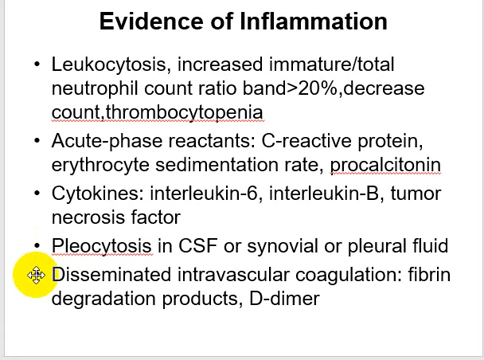 Evidence of Inflammation
• Leukocytosis, increased immature/total
neutrophil count ratio band>20%,decrease
count,thrombocytopenia
• Acute-phase reactants: C-reactive protein,
erythrocyte sedimentation rate, procalcitonin
• Cytokines: interleukin-6, interleukin-B, tumor
necrosis factor
• Pleocytosis in CSF or synovial or pleural fluid
• Disseminated intravascular coagulation: fibrin
degradation products, D-dimer